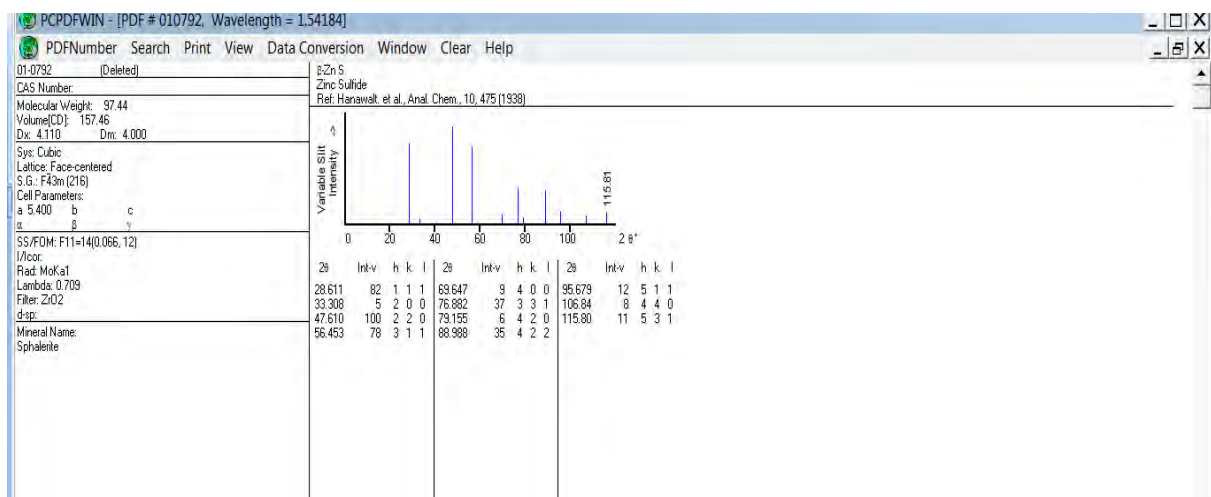 PCPDFWIN - [PDF # 010792, Wavelength = 1.54184]
PDFNumber Search Print View Data Conversion Window Clear Help
01-0792 (Deleted)
CAS Number:
Molecular Weight: 97.44
Volume[CD]: 157.46
Dx: 4.110 Dm: 4.000
Sys: Cubic
Lattice: Face-centered
S.G.: F4̄3m (216)
Cell Parameters:
a 5.400 b c
α β γ
SS/FOM: F11=14(0.066, 12)
I/Icor:
Rad: MoKa1
Lambda: 0.709
Filter: ZrO2
d-sp:
Mineral Name:
Sphalerite
β-Zn S
Zinc Sulfide
Ref: Hanawalt. et al., Anal. Chem., 10, 475 (1938)
Variable Slit
Intensity ->
115.81
0 20 40 60 80 100 2 θ°
2θ Int-v h k l 2θ Int-v h k l 2θ Int-v h k l
28.611 82 1 1 1 69.647 9 4 0 0 95.679 12 5 1 1
33.308 5 2 0 0 76.882 37 3 3 1 106.84 8 4 4 0
47.610 100 2 2 0 79.155 6 4 2 0 115.80 11 5 3 1
56.453 78 3 1 1 88.988 35 4 2 2